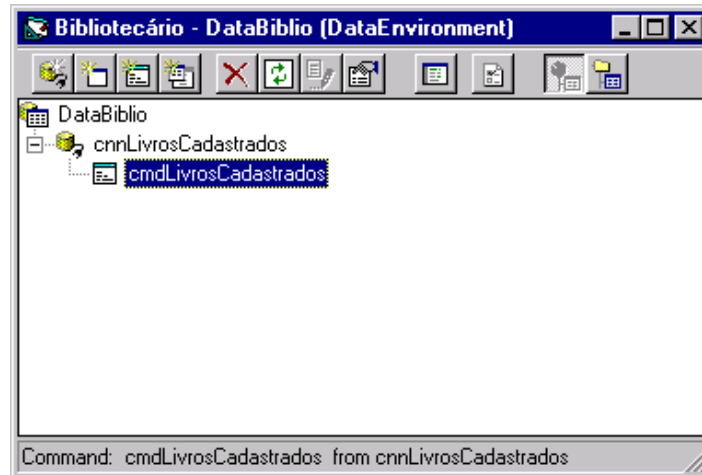 Bibliotecário - DataBiblio (DataEnvironment)
DataBiblio
cnnLivrosCadastrados
cmdLivrosCadastrados
Command: cmdLivrosCadastrados from cnnLivrosCadastrados